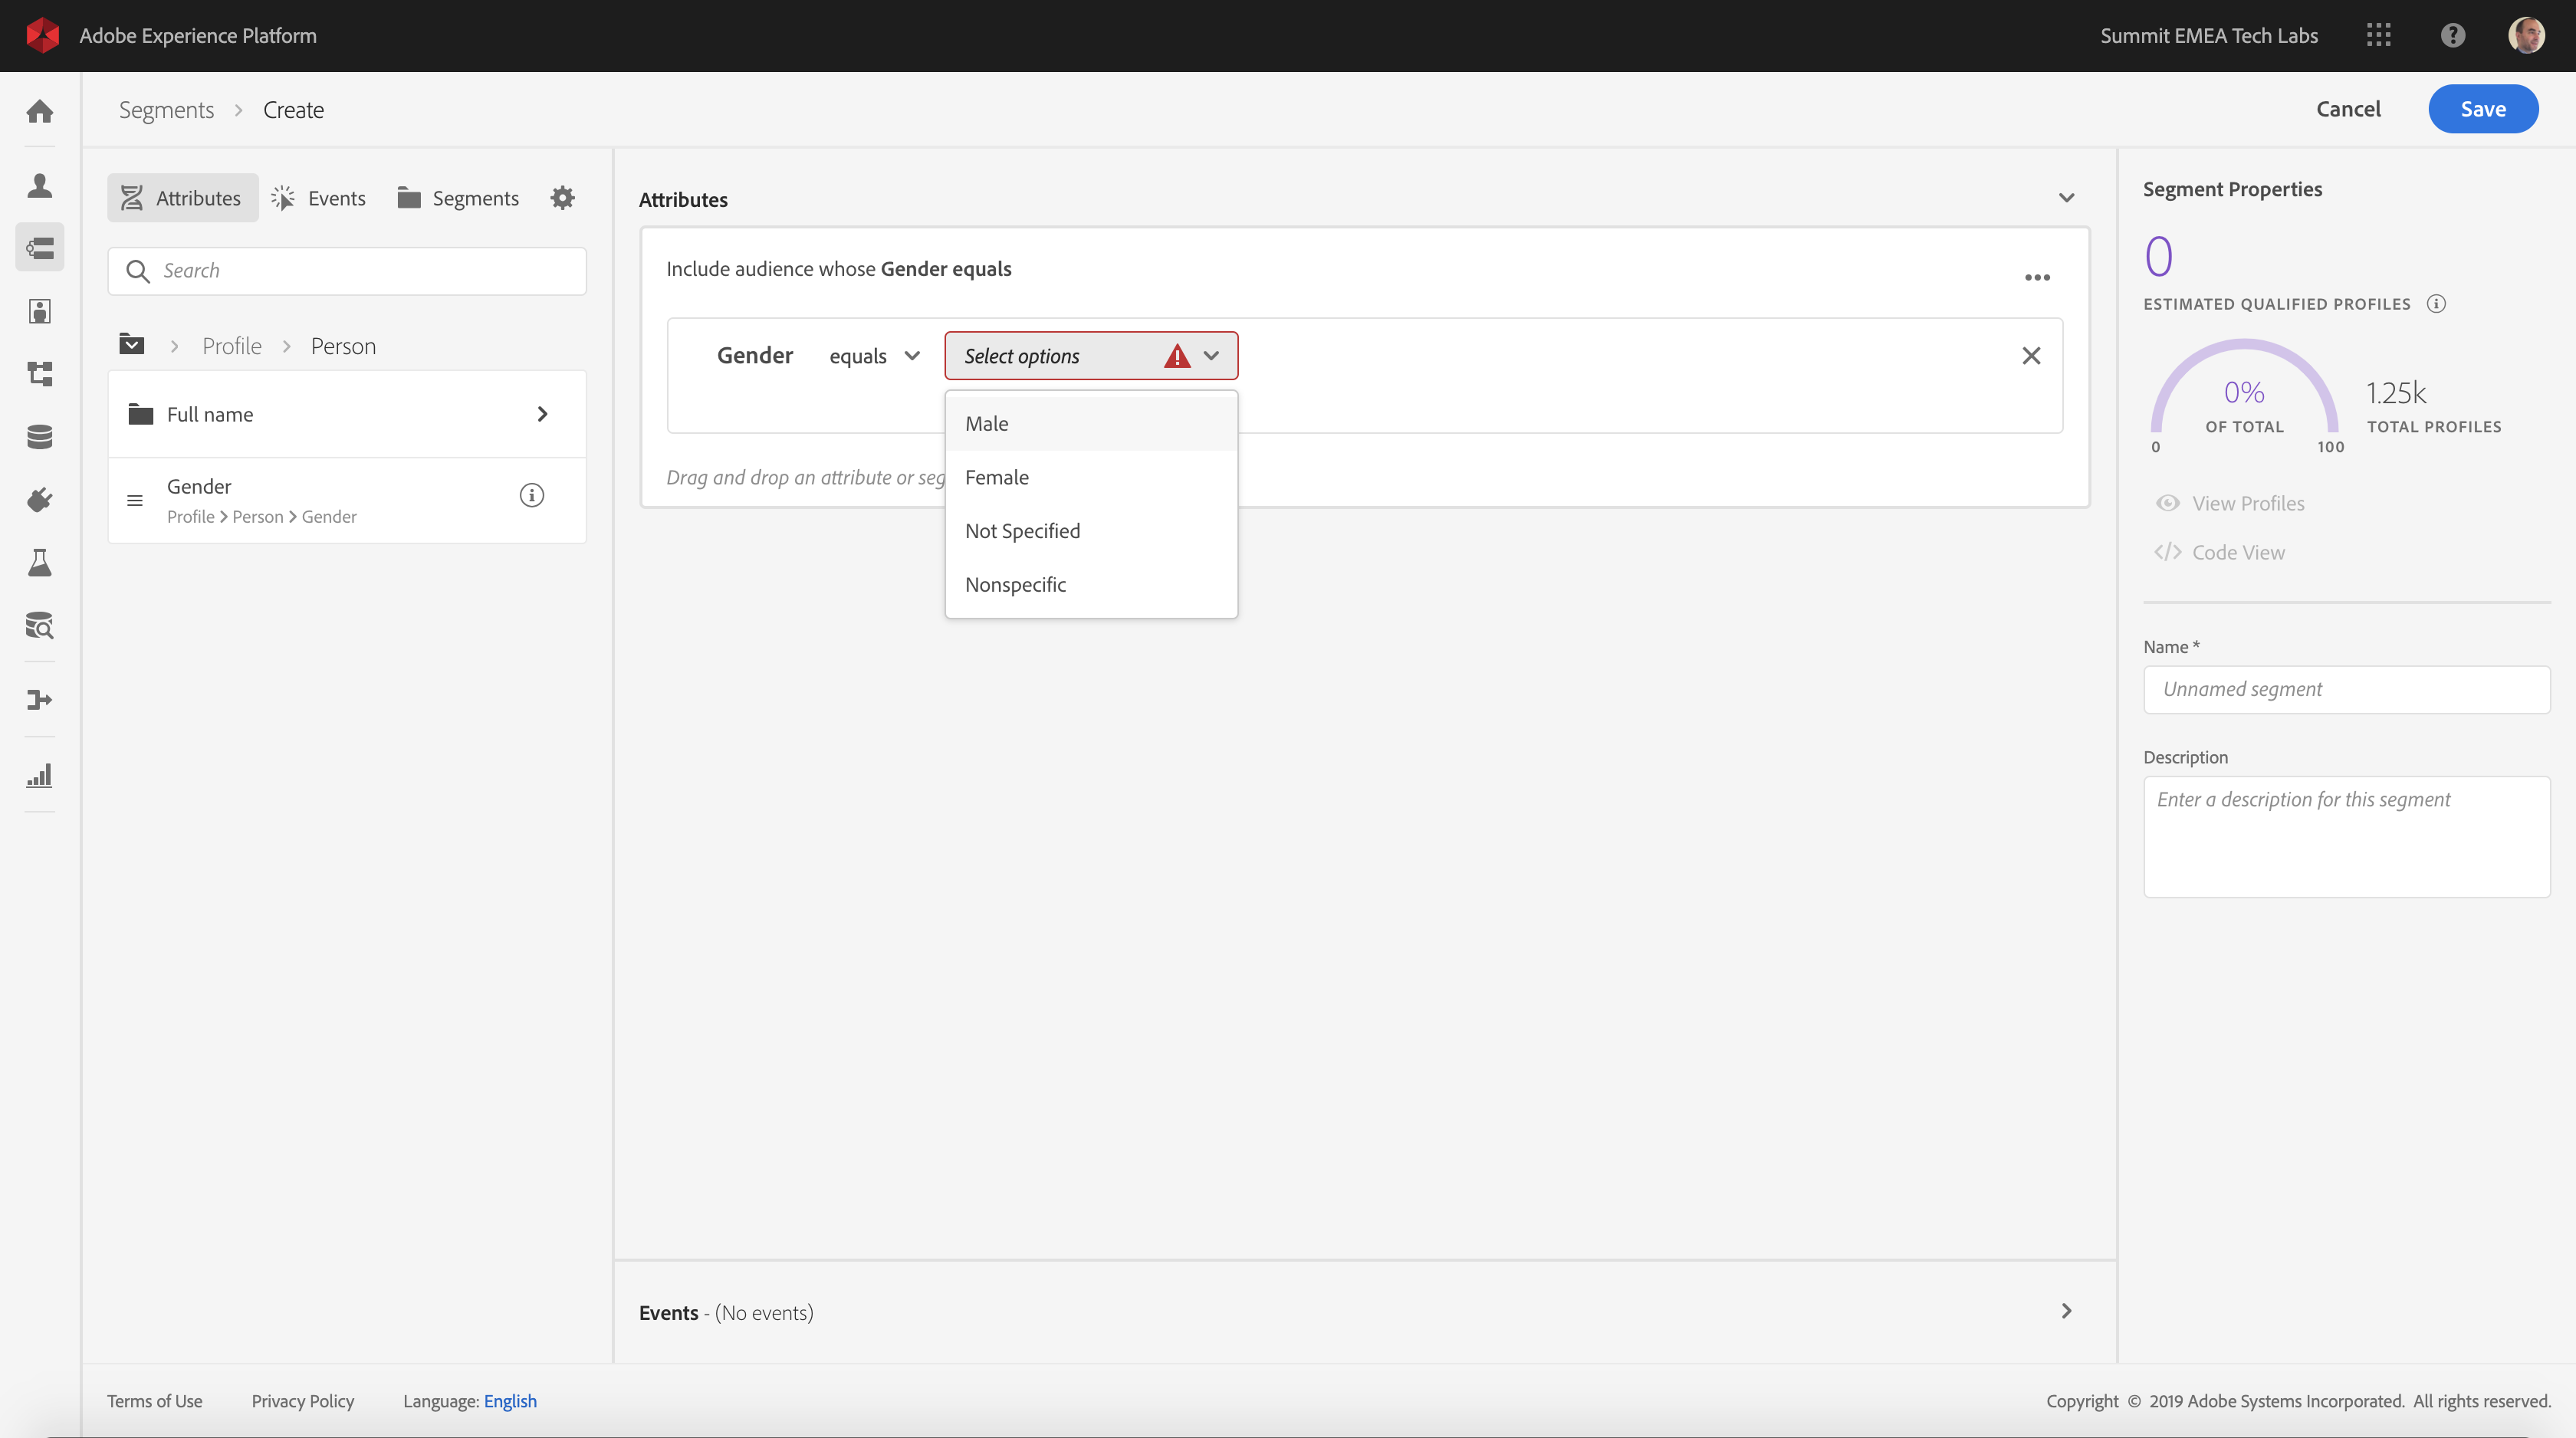 Adobe Experience Platform
Summit EMEA Tech Labs
Segments > Create
Cancel
Save
Attributes
Events
Segments
Search
Profile > Person
Full name
Gender
Profile > Person > Gender
Attributes
Include audience whose Gender equals
Gender equals Select options
Male
Female
Not Specified
Nonspecific
Drag and drop an attribute or seg
Events - (No events)
Segment Properties
0
ESTIMATED QUALIFIED PROFILES
0%
OF TOTAL
0
100
1.25k
TOTAL PROFILES
View Profiles
Code View
Name *
Unnamed segment
Description
Enter a description for this segment
Terms of Use
Privacy Policy
Language: English
Copyright © 2019 Adobe Systems Incorporated. All rights reserved.